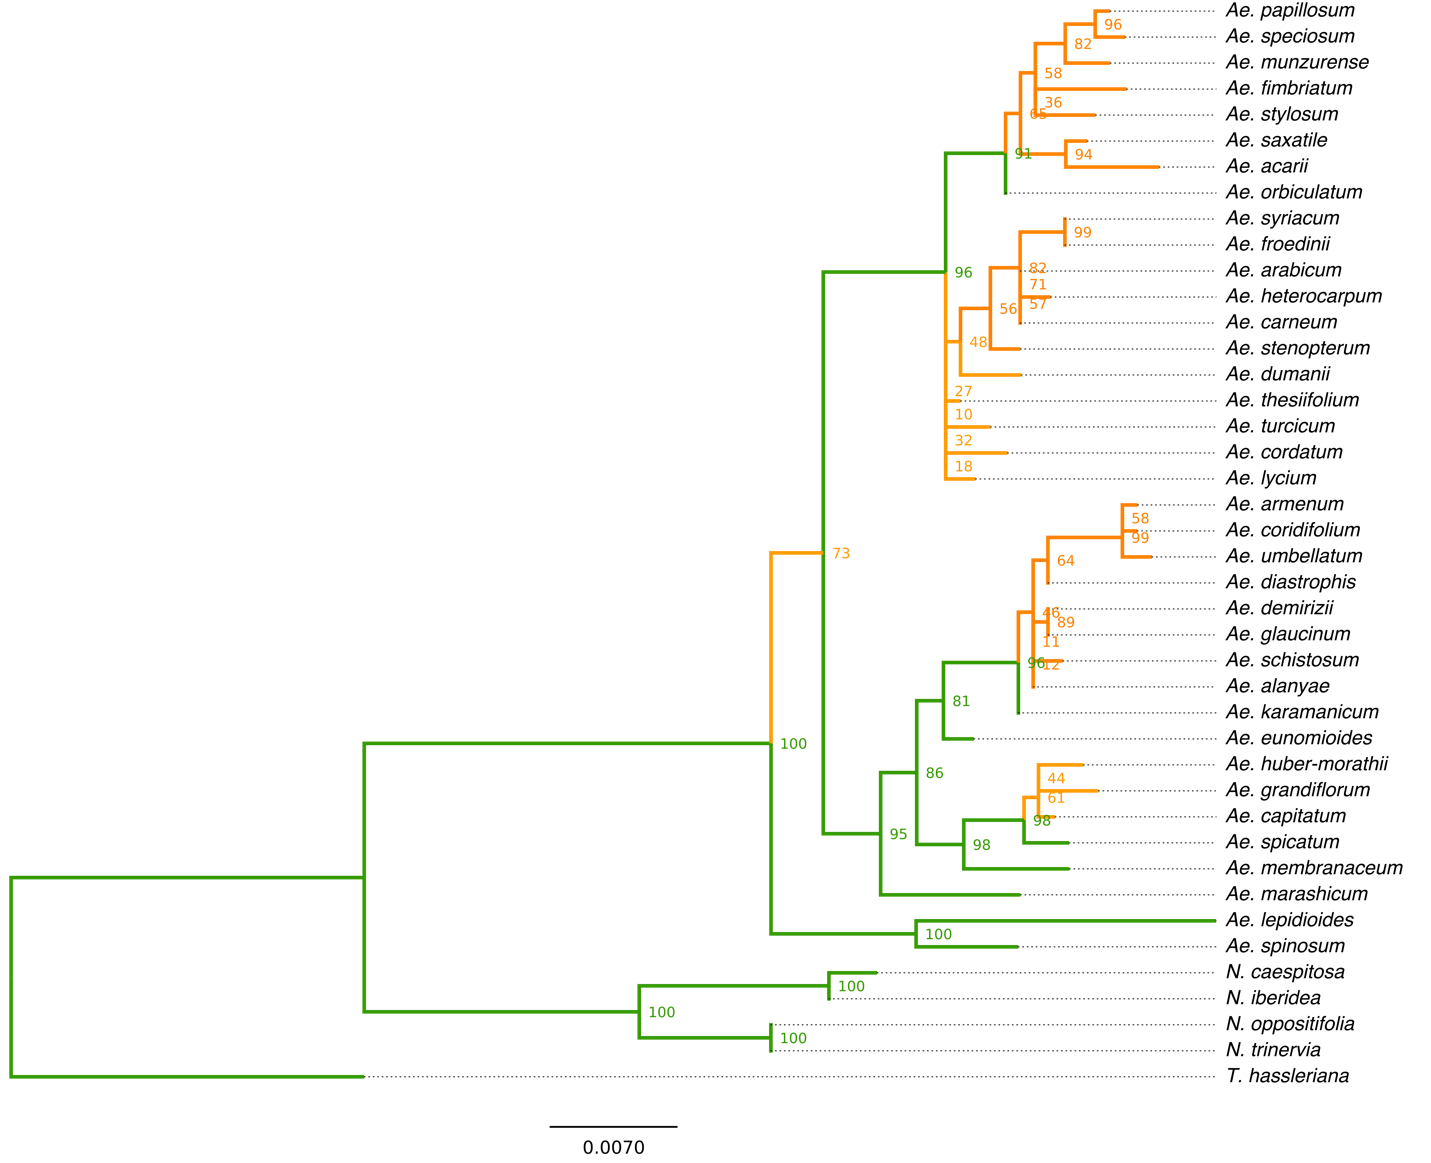 Ae. papillosum
96
Ae. speciosum
82
Ae. munzurense
58
Ae. fimbriatum
36
65
Ae. stylosum
Ae. saxatile
91
94
Ae. acarii
Ae. orbiculatum
Ae. syriacum
99
Ae. froedinii
82
Ae. arabicum
96
71
Ae. heterocarpum
57
56
Ae. carneum
48
Ae. stenopterum
Ae. dumanii
27
Ae. thesiifolium
10
Ae. turcicum
32
Ae. cordatum
18
Ae. lycium
Ae. armenum
58
Ae. coridifolium
99
Ae. umbellatum
73
64
Ae. diastrophis
Ae. demirizii
46
89
Ae. glaucinum
11
Ae. schistosum
96
12
Ae. alanyae
81
Ae. karamanicum
Ae. eunomioides
100
Ae. huber-morathii
86
44
Ae. grandiflorum
61
Ae. capitatum
98
95
Ae. spicatum
98
Ae. membranaceum
Ae. marashicum
Ae. lepidioides
100
Ae. spinosum
N. caespitosa
100
N. iberidea
100
N. oppositifolia
100
N. trinervia
T. hassleriana
0.0070